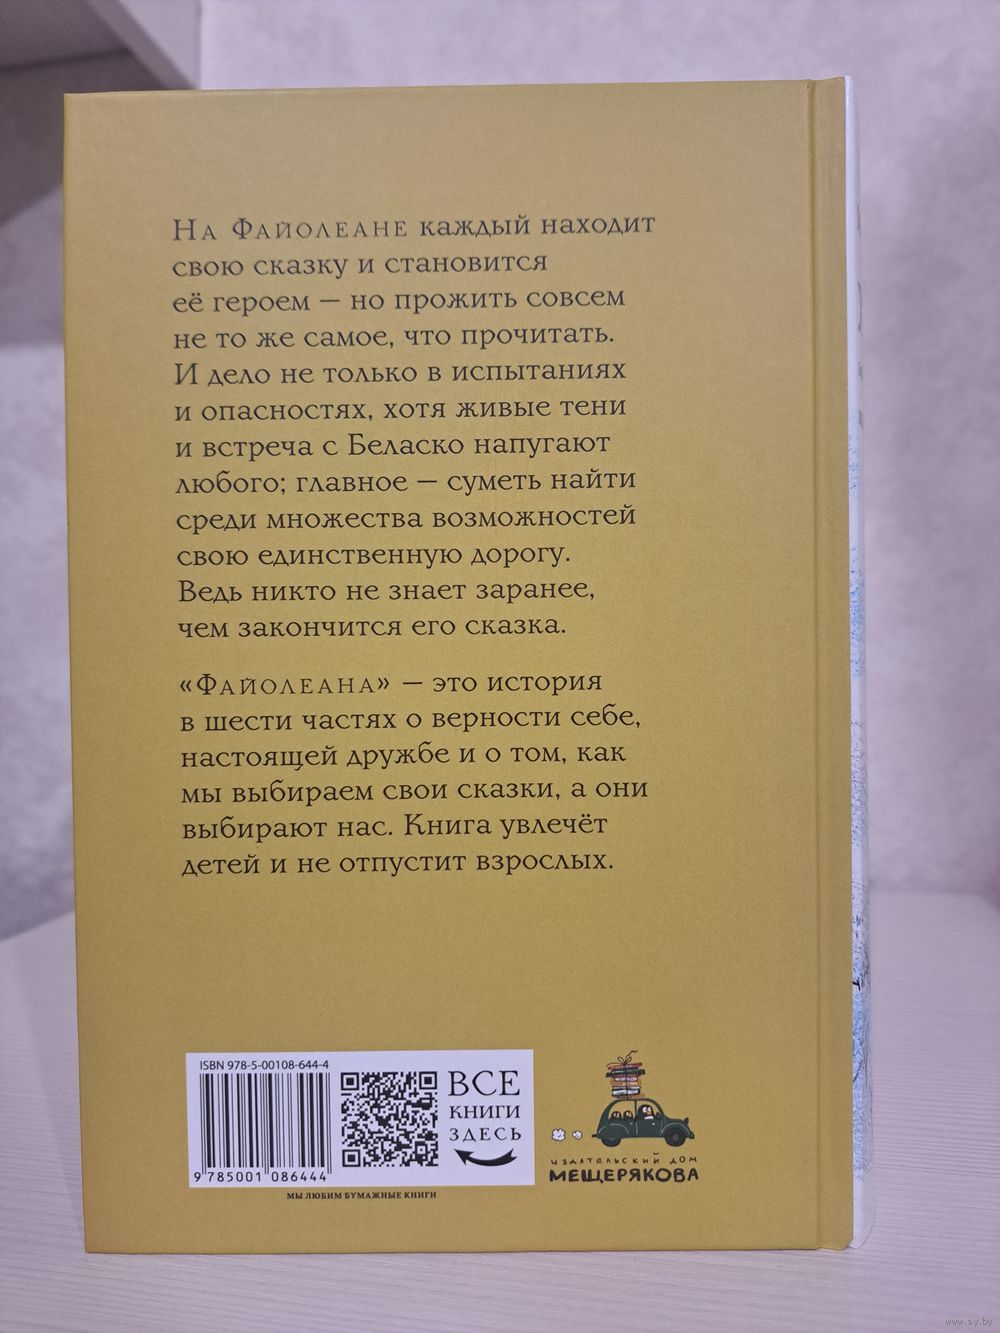 На Файолеане каждый находит
свою сказку и становится
её героем — но прожить совсем
не то же самое, что прочитать.
И дело не только в испытаниях
и опасностях, хотя живые тени
и встреча с Беласко напугают
любого; главное — суметь найти
среди множества возможностей
свою единственную дорогу.
Ведь никто не знает заранее,
чем закончится его сказка.
«Файолеана» — это история
в шести частях о верности себе,
настоящей дружбе и о том, как
мы выбираем свои сказки, а они
выбирают нас. Книга увлечёт
детей и не отпустит взрослых.
ISBN 978-5-00108-644-4
9 785001 086444
ВСЕ
КНИГИ
ЗДЕСЬ
МЫ ЛЮБИМ БУМАЖНЫЕ КНИГИ
ИЗДАТЕЛЬСКИЙ ДОМ
МЕЩЕРЯКОВА
www.ay.by